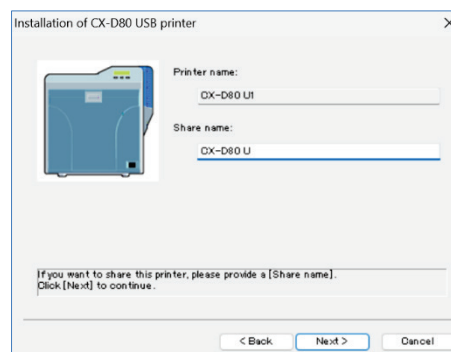 Installation of CX-D80 USB printer
Printer name:
CX-D80 U1
Share name:
CX-D80 U
If you want to share this printer, please provide a [Share name].
Click [Next] to continue.
< Back
Next >
Cancel